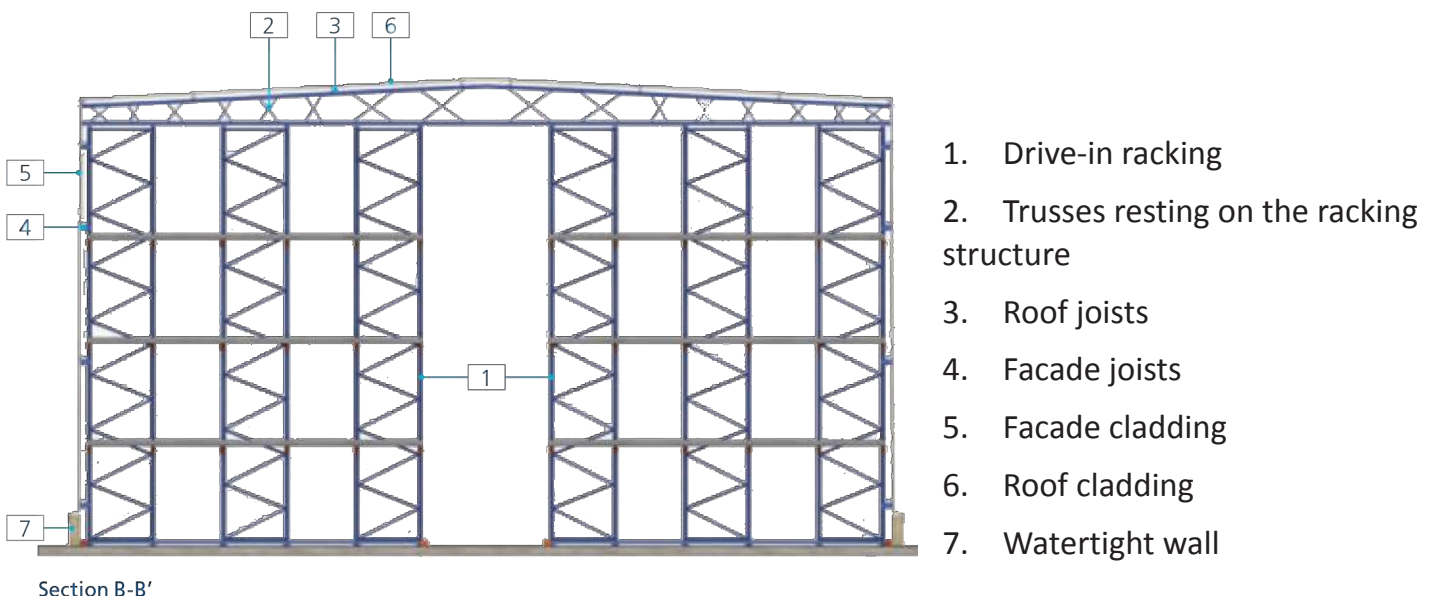 2
3
6
5
4
1
7
Section B-B'
1. Drive-in racking
2. Trusses resting on the racking
structure
3. Roof joists
4. Facade joists
5. Facade cladding
6. Roof cladding
7. Watertight wall